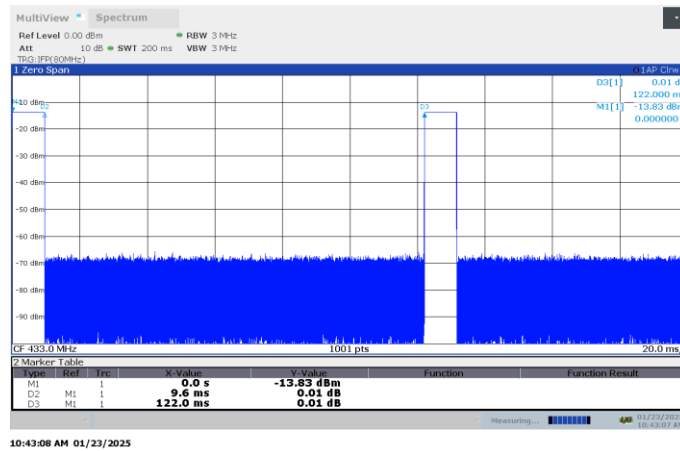 MultiView Spectrum
Ref Level 0.00 dBm RBW 3 MHz
Att 10 dB SWT 200 ms VBW 3 MHz
TRG:IFP(80MHz)
1 Zero Span 1AP Clrw
D3[1] 0.01 d
122.000 m
M1[1] -13.83 dBm
0.000000
-10 dBm
D2
D3
-20 dBm
-30 dBm
-40 dBm
-50 dBm
-60 dBm
-70 dBm
-80 dBm
-90 dBm
CF 433.0 MHz 1001 pts 20.0 ms
2 Marker Table
Type Ref Trc X-Value Y-Value Function Function Result
M1 1 0.0 s -13.83 dBm
D2 M1 1 9.6 ms 0.01 dB
D3 M1 1 122.0 ms 0.01 dB
Measuring... 01/23/202
10:43:07 A
10:43:08 AM 01/23/2025